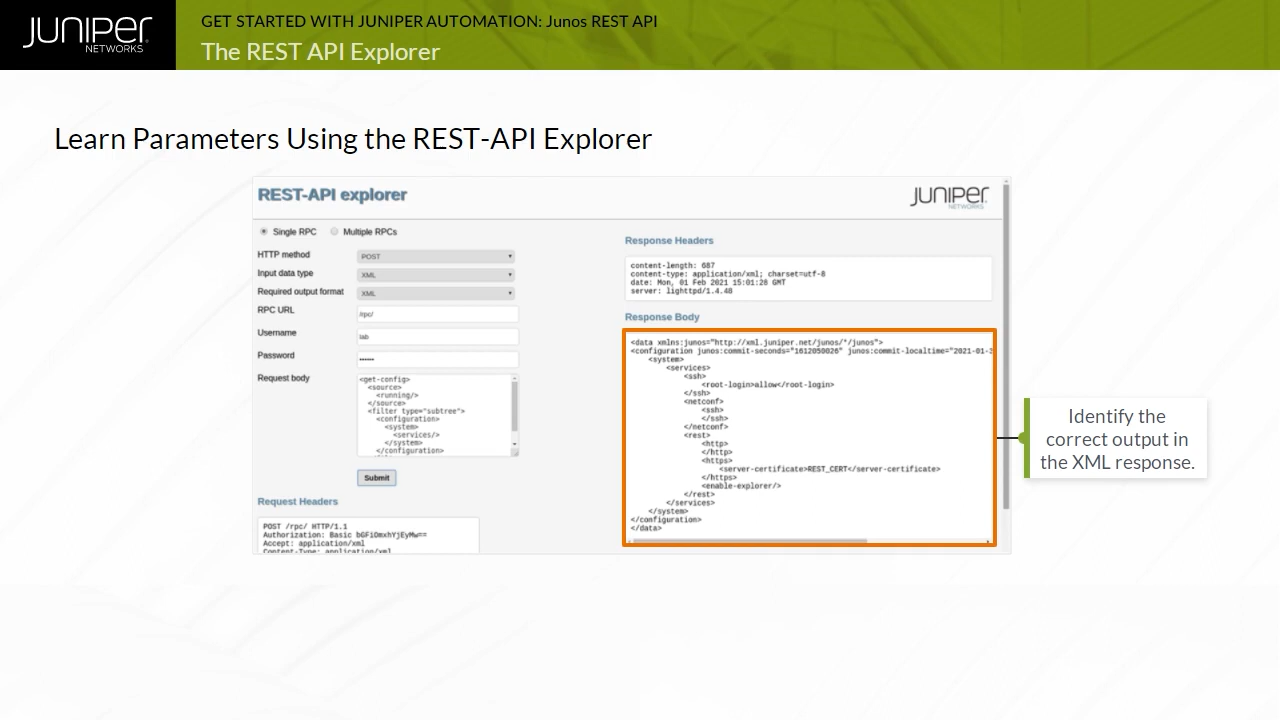 JUNIPER NETWORKS
GET STARTED WITH JUNIPER AUTOMATION: Junos REST API
The REST API Explorer
Learn Parameters Using the REST-API Explorer
REST-API explorer
JUNIPER NETWORKS
Single RPC Multiple RPCs
HTTP method POST
Input data type XML
Required output format XML
RPC URL /rpc/
Username lab
Password ••••••
Request body
<get-config>
<source>
<running/>
</source>
<filter type="subtree">
<configuration>
<system>
<services/>
</system>
</configuration>
Submit
Request Headers
POST /rpc/ HTTP/1.1
Authorization: Basic
Accept: application/xml
Content-Type: application/xml
Response Headers
content-length: 687
content-type: application/xml; charset=utf-8
date: Mon, 01 Feb 2021 15:01:28 GMT
server: lighttpd/1.4.48
Response Body
<data xmlns:junos="http://xml.juniper.net/junos/*/junos">
<configuration junos:commit-seconds="1612050026" junos:commit-localtime="2021-01-
<system>
<services>
<ssh>
<root-login>allow</root-login>
</ssh>
<netconf>
<ssh>
</ssh>
</netconf>
<rest>
<http>
</http>
<https>
<server-certificate>REST_CERT</server-certificate>
</https>
<enable-explorer/>
</rest>
</services>
</system>
</configuration>
</data>
Identify the
correct output in
the XML response.